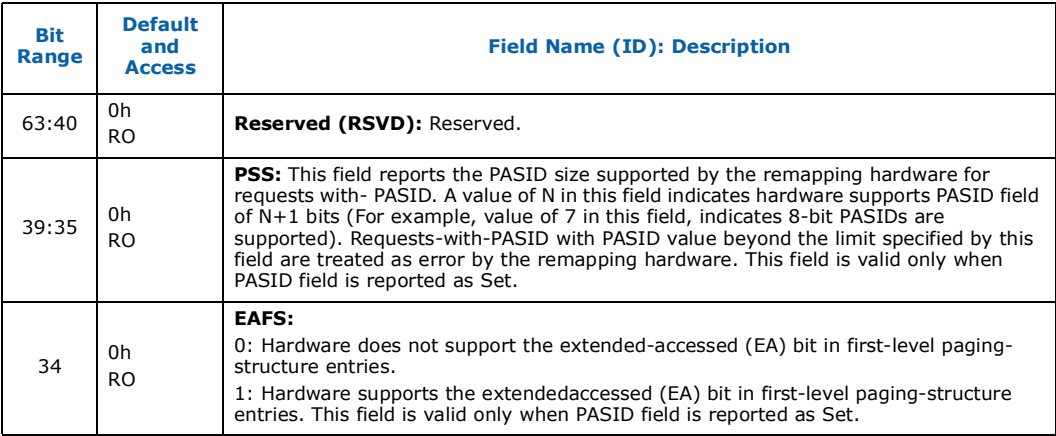 Bit
Range
Default
and
Access
Field Name (ID): Description
63:40
0h
RO
Reserved (RSVD): Reserved.
39:35
0h
RO
PSS: This field reports the PASID size supported by the remapping hardware for
requests with- PASID. A value of N in this field indicates hardware supports PASID field
of N+1 bits (For example, value of 7 in this field, indicates 8-bit PASIDs are
supported). Requests-with-PASID with PASID value beyond the limit specified by this
field are treated as error by the remapping hardware. This field is valid only when
PASID field is reported as Set.
34
0h
RO
EAFS:
0: Hardware does not support the extended-accessed (EA) bit in first-level paging-
structure entries.
1: Hardware supports the extendedaccessed (EA) bit in first-level paging-structure
entries. This field is valid only when PASID field is reported as Set.